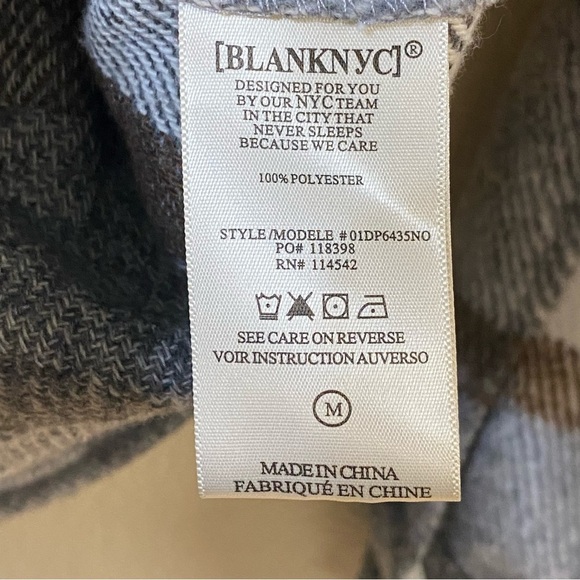 [BLANKNYC]®
DESIGNED FOR YOU
BY OUR NYC TEAM
IN THE CITY THAT
NEVER SLEEPS
BECAUSE WE CARE
100% POLYESTER
STYLE/MODELE #01DP6435NO
PO# 118398
RN# 114542
SEE CARE ON REVERSE
VOIR INSTRUCTION AUVERSO
M
MADE IN CHINA
FABRIQUÉ EN CHINE